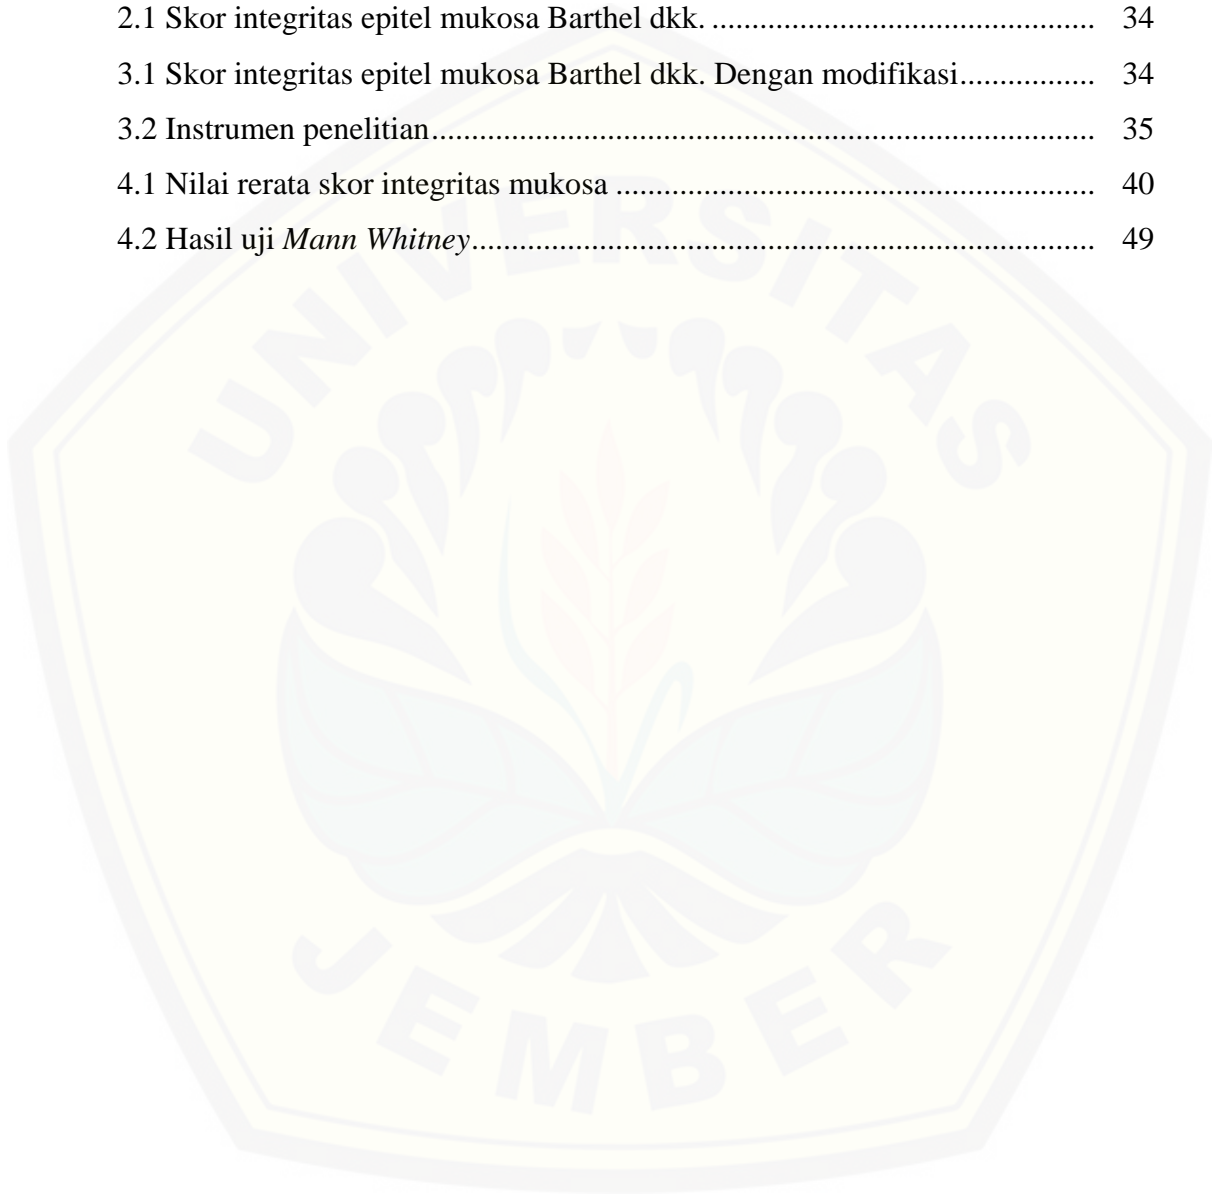 2.1 Skor integritas epitel mukosa Barthel dkk. ................................................. 34
3.1 Skor integritas epitel mukosa Barthel dkk. Dengan modifikasi................. 34
3.2 Instrumen penelitian..................................................................................... 35
4.1 Nilai rerata skor integritas mukosa ............................................................. 40
4.2 Hasil uji Mann Whitney................................................................................ 49
UNIVERSITAS
JEMBER